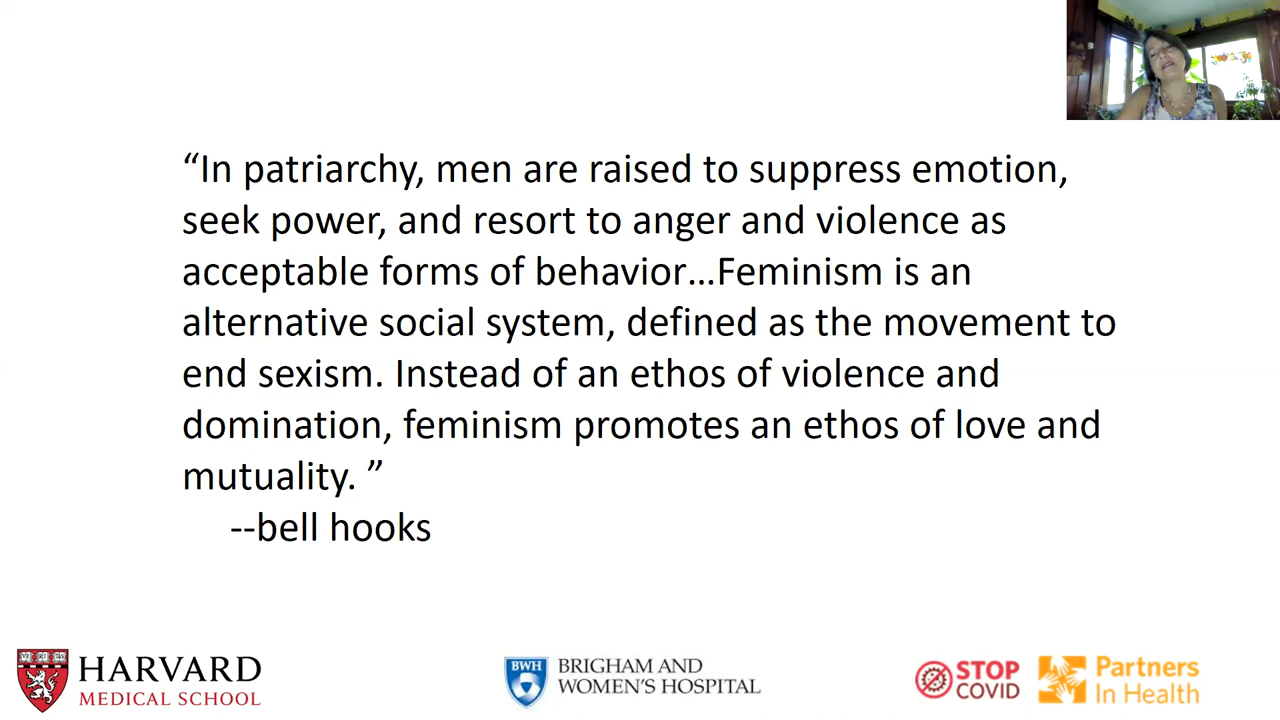 “In patriarchy, men are raised to suppress emotion,
seek power, and resort to anger and violence as
acceptable forms of behavior…Feminism is an
alternative social system, defined as the movement to
end sexism. Instead of an ethos of violence and
domination, feminism promotes an ethos of love and
mutuality. ”
--bell hooks
HARVARD
MEDICAL SCHOOL
BWH
BRIGHAM AND
WOMEN'S HOSPITAL
STOP
COVID
Partners
In Health